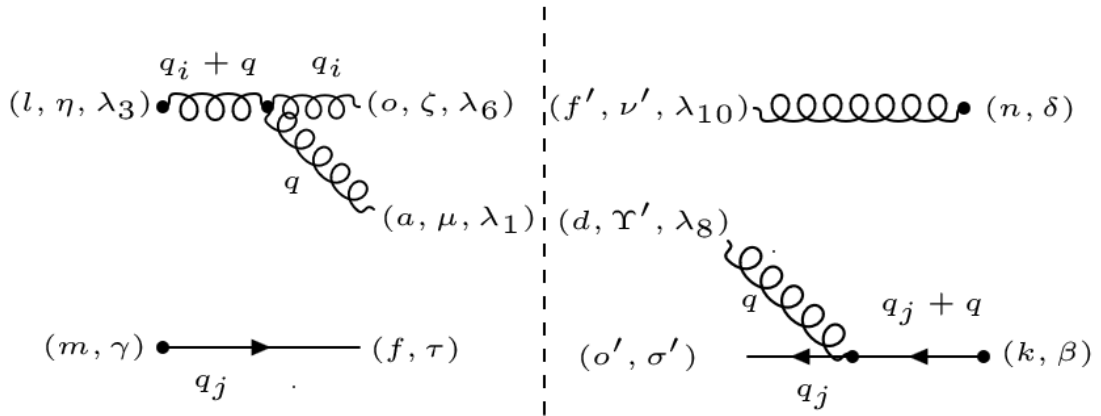 q_i + q
q_i
(l, η, λ_3)
(o, ζ, λ_6)
(f′, ν′, λ_10)
(n, δ)
q
(a, μ, λ_1)
(d, Υ′, λ_8)
q
q_j + q
(m, γ)
(f, τ)
(o′, σ′)
(k, β)
q_j
q_j